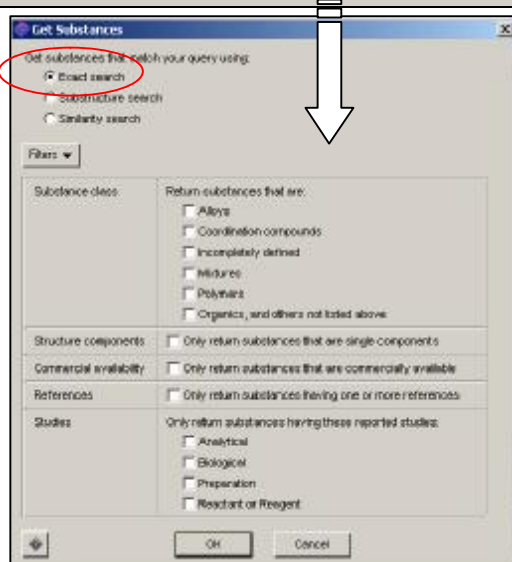 Get Substances
Get substances that match your query using:
Exact search
Substructure search
Similarity search
Filters
Substance class
Return substances that are:
Alloys
Coordination compounds
Incompletely defined
Mixtures
Polymers
Organics, and others not listed above
Structure components
Only return substances that are single components
Commercial availability
Only return substances that are commercially available
References
Only return substances having one or more references
Studies
Only return substances having these reported studies:
Analytical
Biological
Preparation
Reactant or Reagent
OK
Cancel